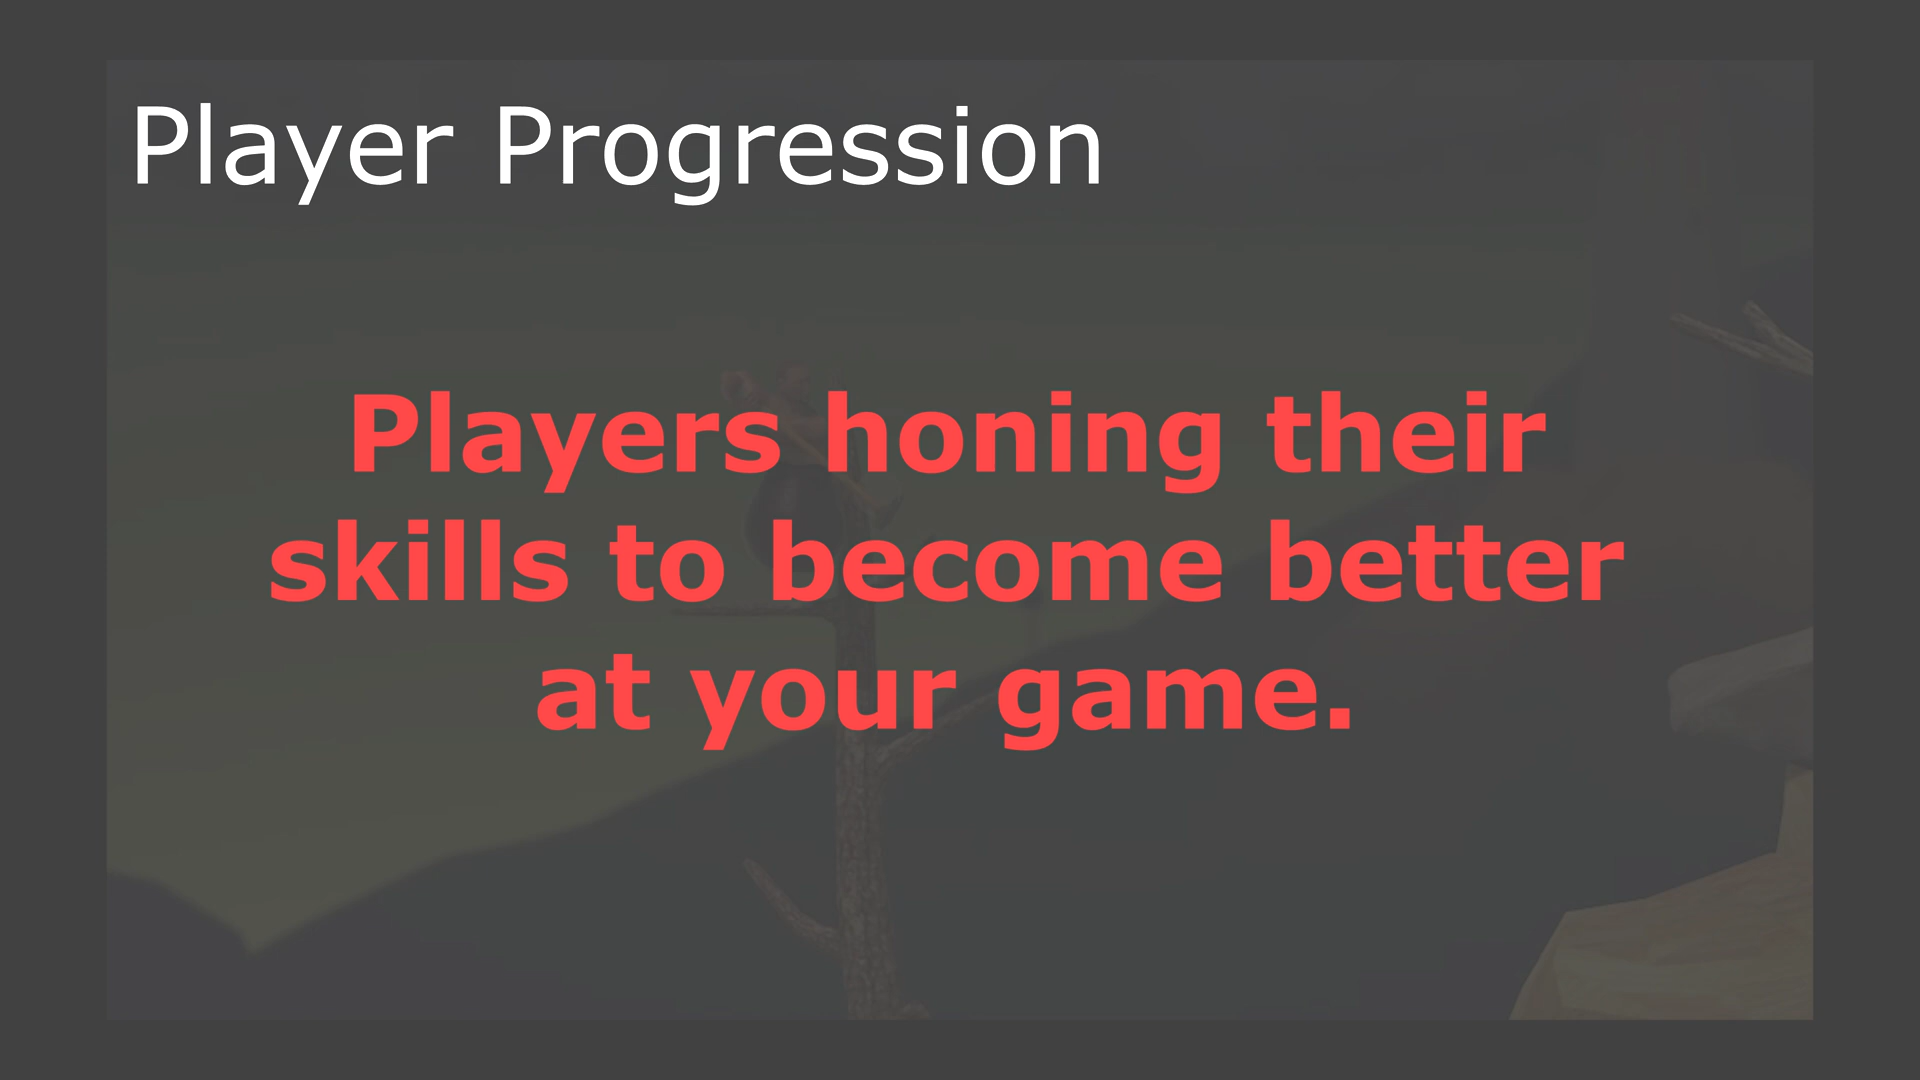 Player Progression
Players honing their
skills to become better
at your game.